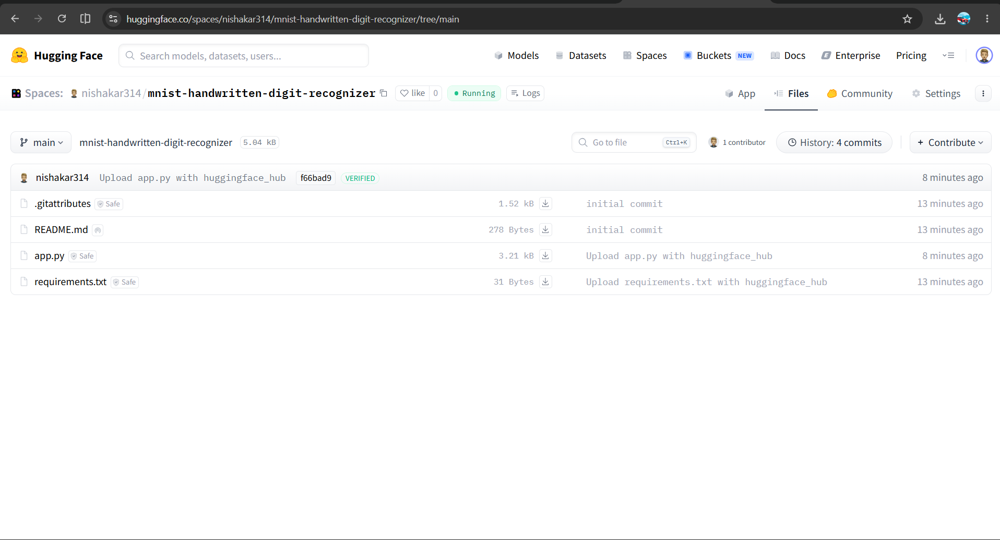 huggingface.co/spaces/nishakar314/mnist-handwritten-digit-recognizer/tree/main
Hugging Face Search models, datasets, users... Models Datasets Spaces Buckets NEW Docs Enterprise Pricing
Spaces: nishakar314/mnist-handwritten-digit-recognizer like 0 Running Logs App Files Community Settings
main mnist-handwritten-digit-recognizer 5.04 kB Go to file Ctrl+K 1 contributor History: 4 commits + Contribute
nishakar314 Upload app.py with huggingface_hub f66bad9 VERIFIED 8 minutes ago
.gitattributes Safe 1.52 kB initial commit 13 minutes ago
README.md 278 Bytes initial commit 13 minutes ago
app.py Safe 3.21 kB Upload app.py with huggingface_hub 8 minutes ago
requirements.txt Safe 31 Bytes Upload requirements.txt with huggingface_hub 13 minutes ago